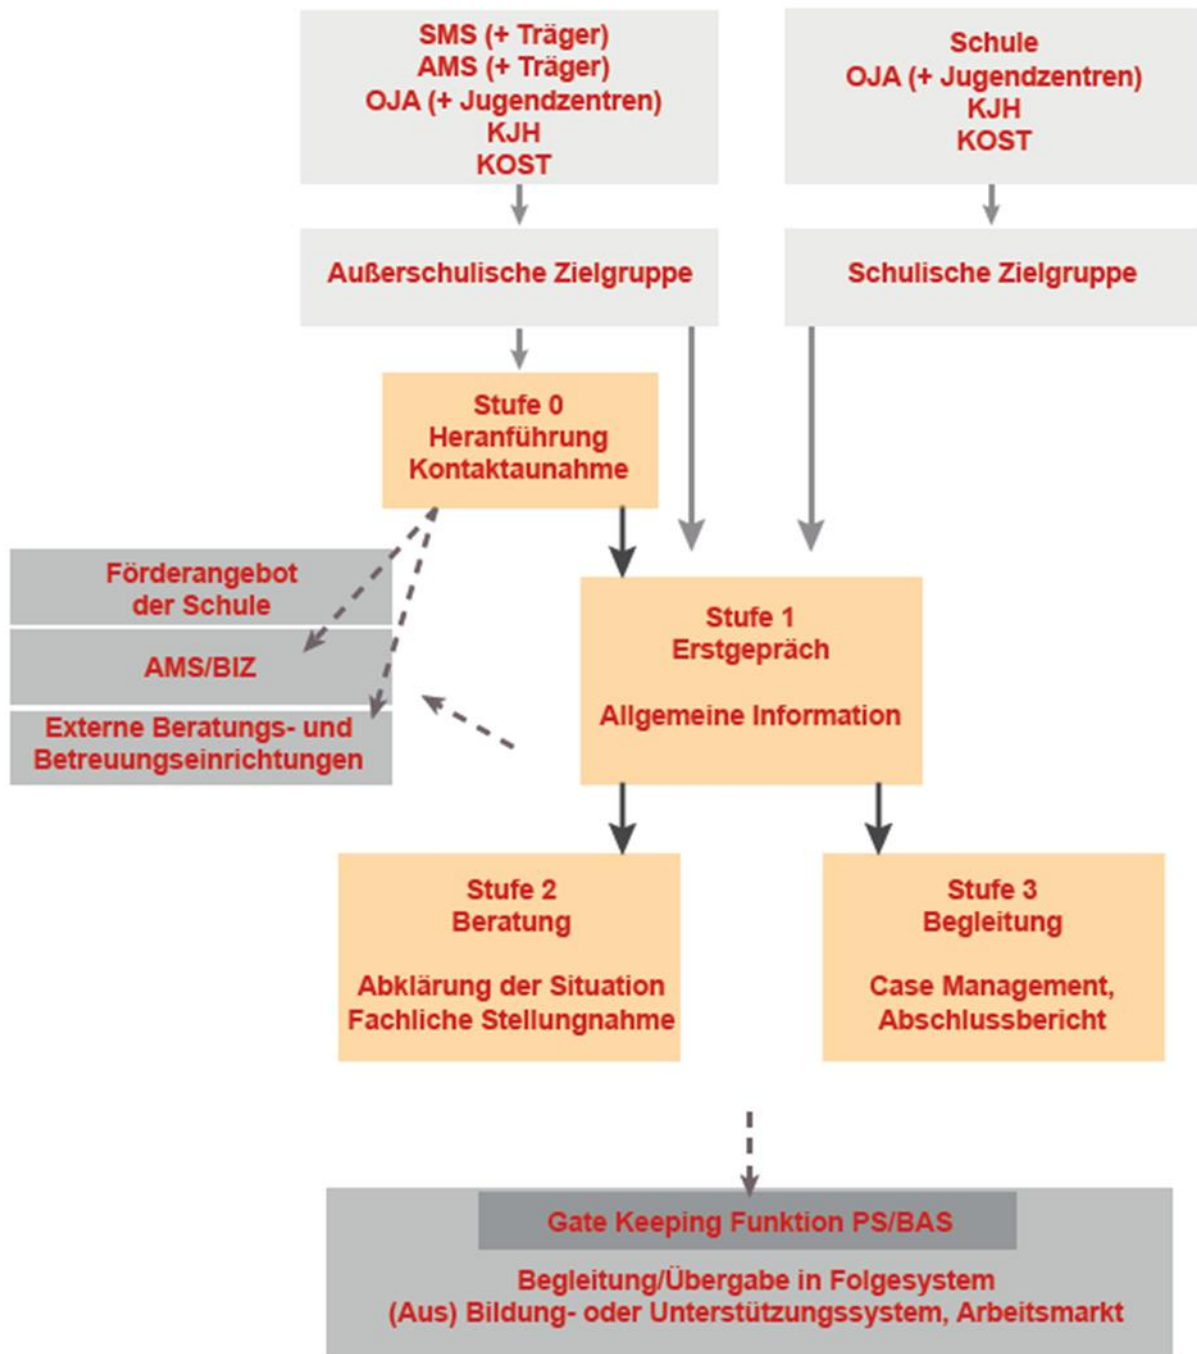 SMS (+ Träger)
AMS (+ Träger)
OJA (+ Jugendzentren)
KJH
KOST
Schule
OJA (+ Jugendzentren)
KJH
KOST
Außerschulische Zielgruppe
Schulische Zielgruppe
Stufe 0
Heranführung
Kontaktaunahme
Förderangebot
der Schule
AMS/BIZ
Externe Beratungs- und
Betreuungseinrichtungen
Stufe 1
Erstgepräch
Allgemeine Information
Stufe 2
Beratung
Abklärung der Situation
Fachliche Stellungnahme
Stufe 3
Begleitung
Case Management,
Abschlussbericht
Gate Keeping Funktion PS/BAS
Begleitung/Übergabe in Folgesystem
(Aus) Bildung- oder Unterstützungssystem, Arbeitsmarkt